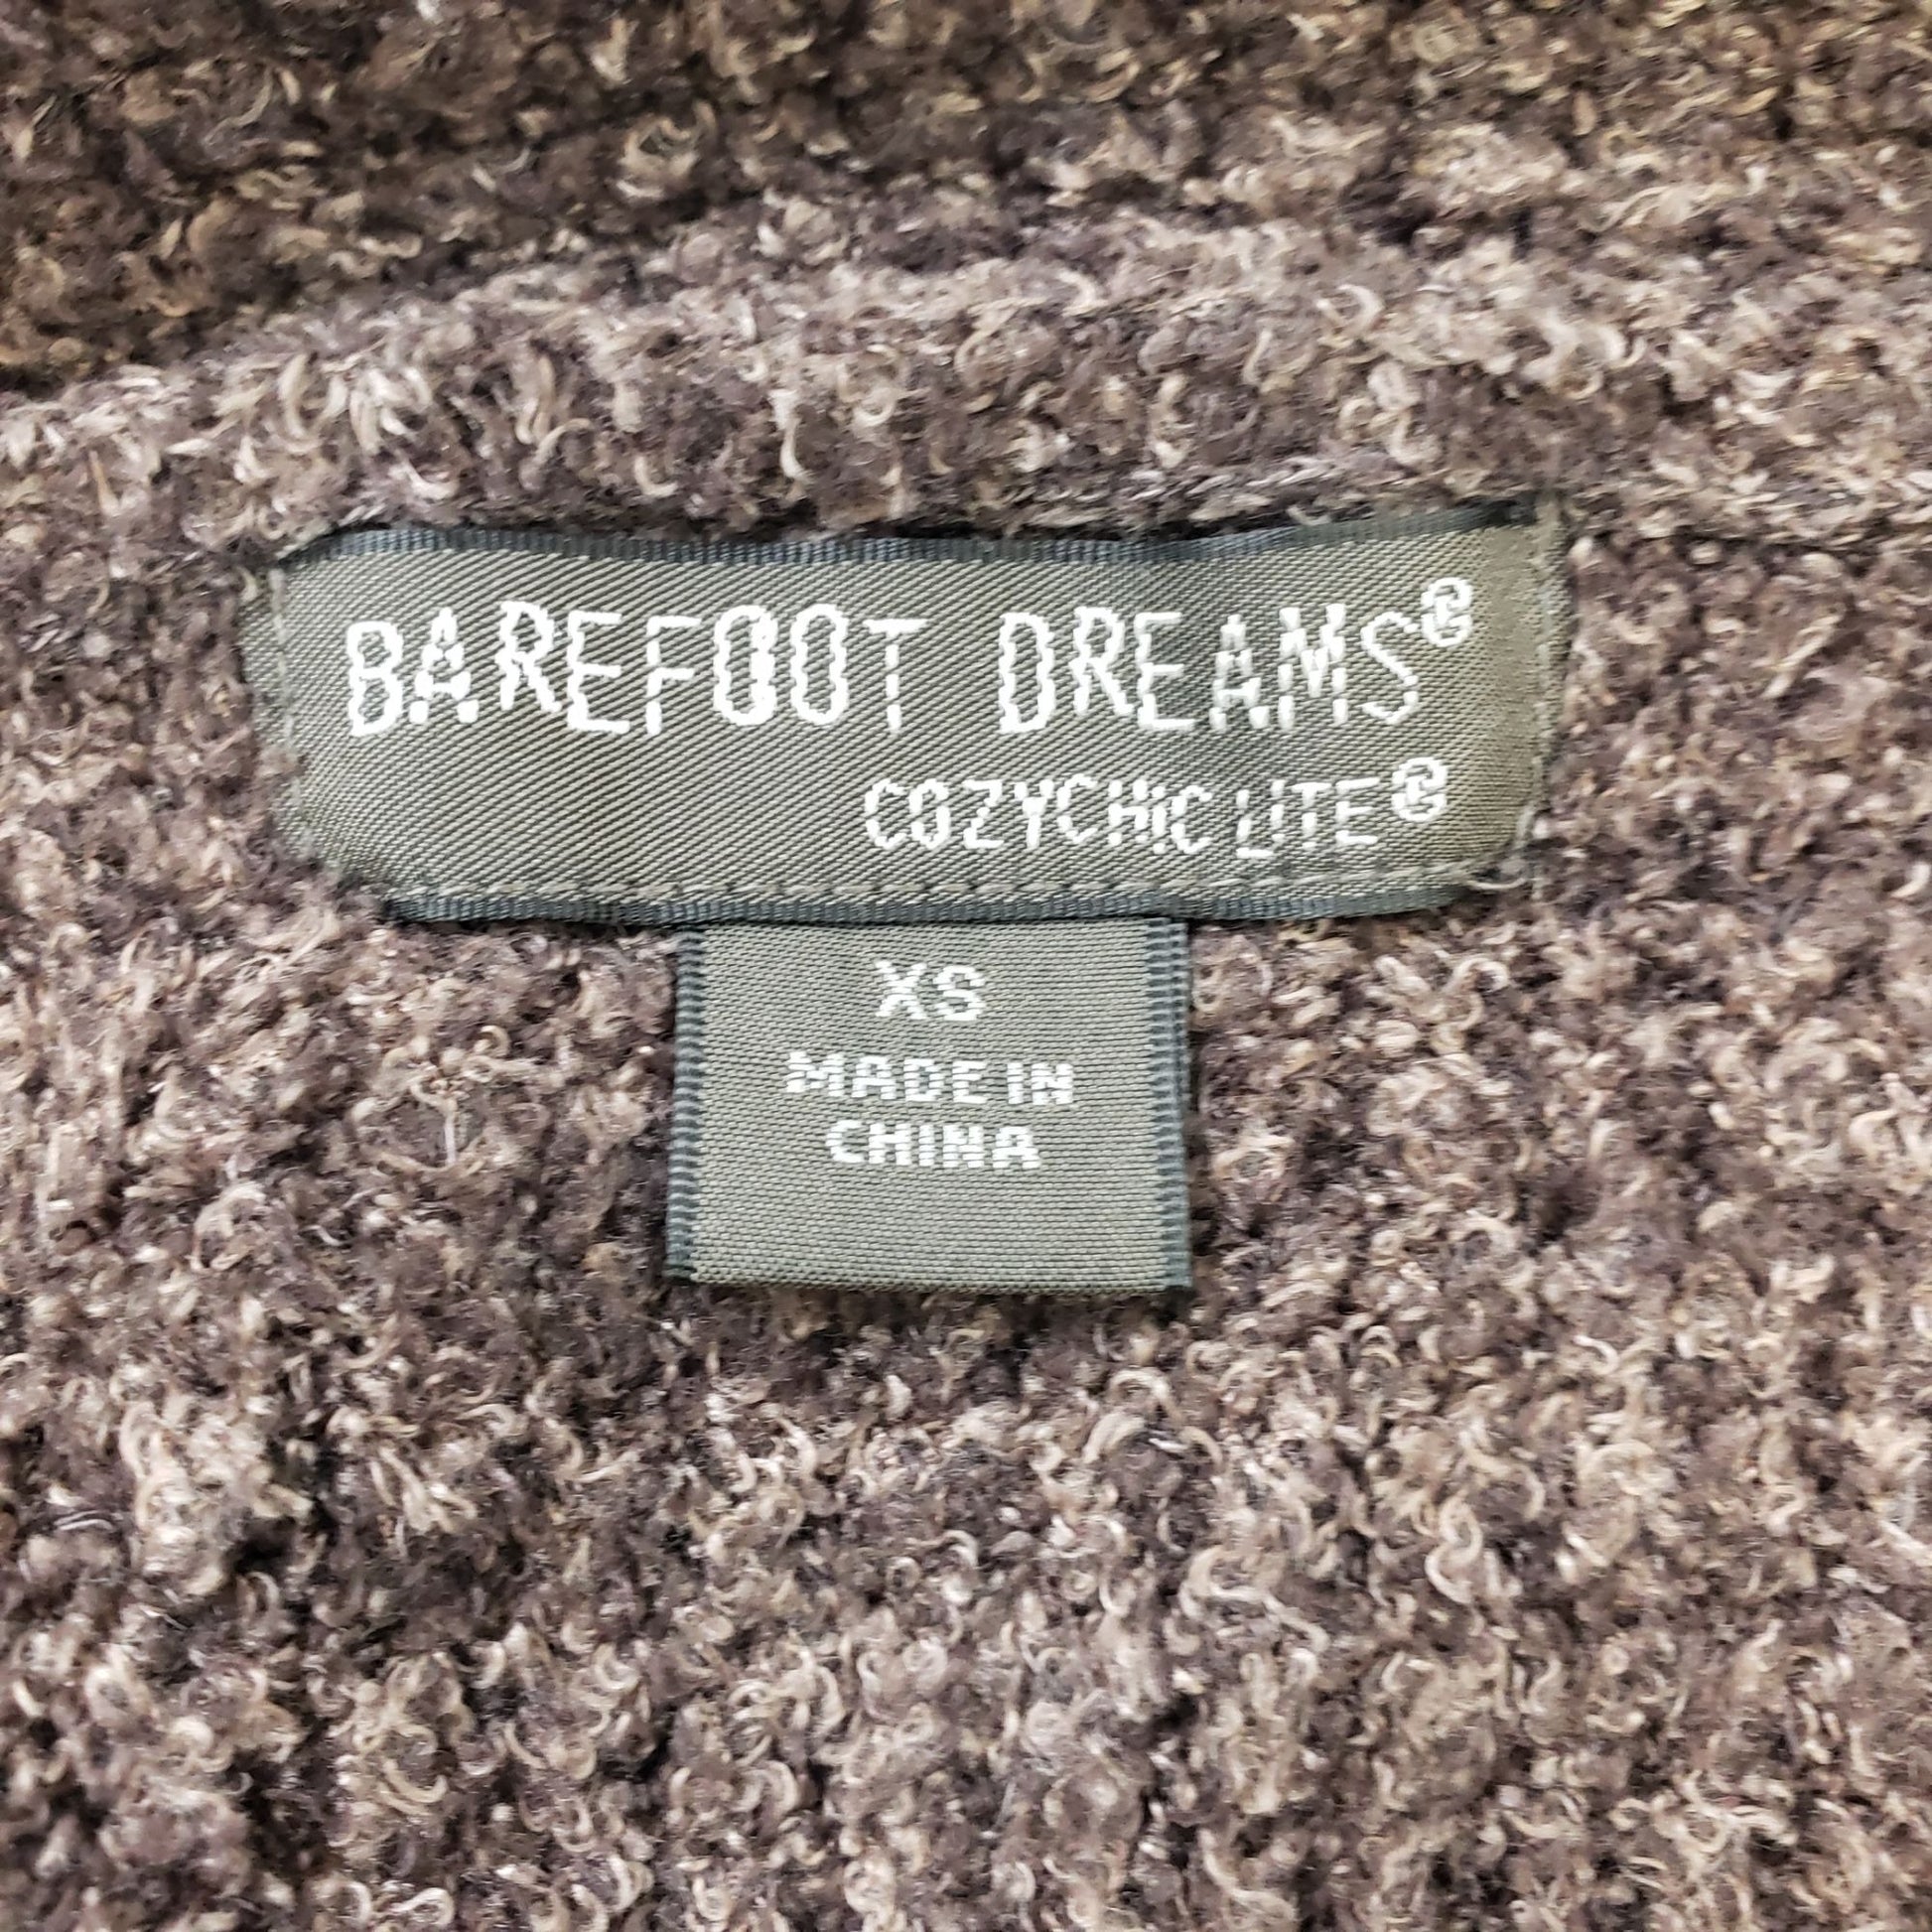 BAREFOOT DREAMS®
COZYCHIC LITE®
XS
MADE IN
CHINA